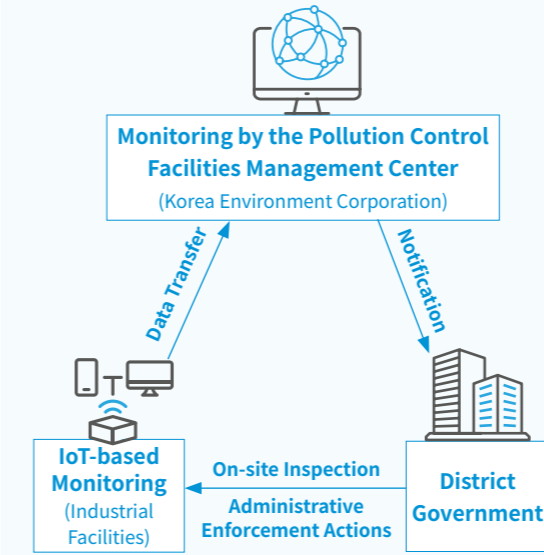 Monitoring by the Pollution Control
Facilities Management Center
(Korea Environment Corporation)
Data Transfer
Notification
IoT-based
Monitoring
(Industrial
Facilities)
On-site Inspection
Administrative
Enforcement Actions
District
Government